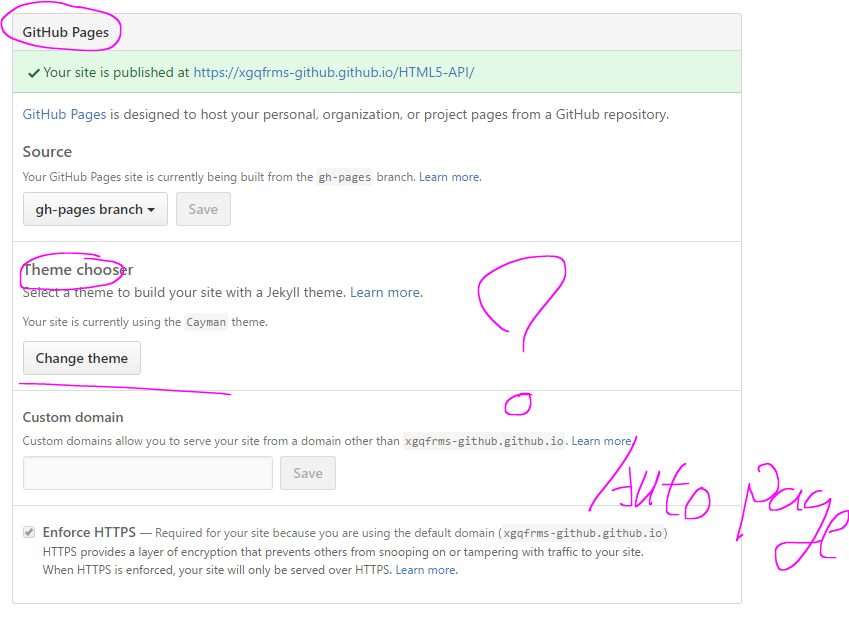 GitHub Pages
Your site is published at https://xgqfrms-github.github.io/HTML5-API/
GitHub Pages is designed to host your personal, organization, or project pages from a GitHub repository.
Source
Your GitHub Pages site is currently being built from the gh-pages branch. Learn more.
gh-pages branch Save
Theme chooser
Select a theme to build your site with a Jekyll theme. Learn more.
Your site is currently using the Cayman theme.
Change theme
?
Custom domain
Custom domains allow you to serve your site from a domain other than xgqfrms-github.github.io. Learn more.
Save
Auto page
Enforce HTTPS — Required for your site because you are using the default domain (xgqfrms-github.github.io)
HTTPS provides a layer of encryption that prevents others from snooping on or tampering with traffic to your site.
When HTTPS is enforced, your site will only be served over HTTPS. Learn more.